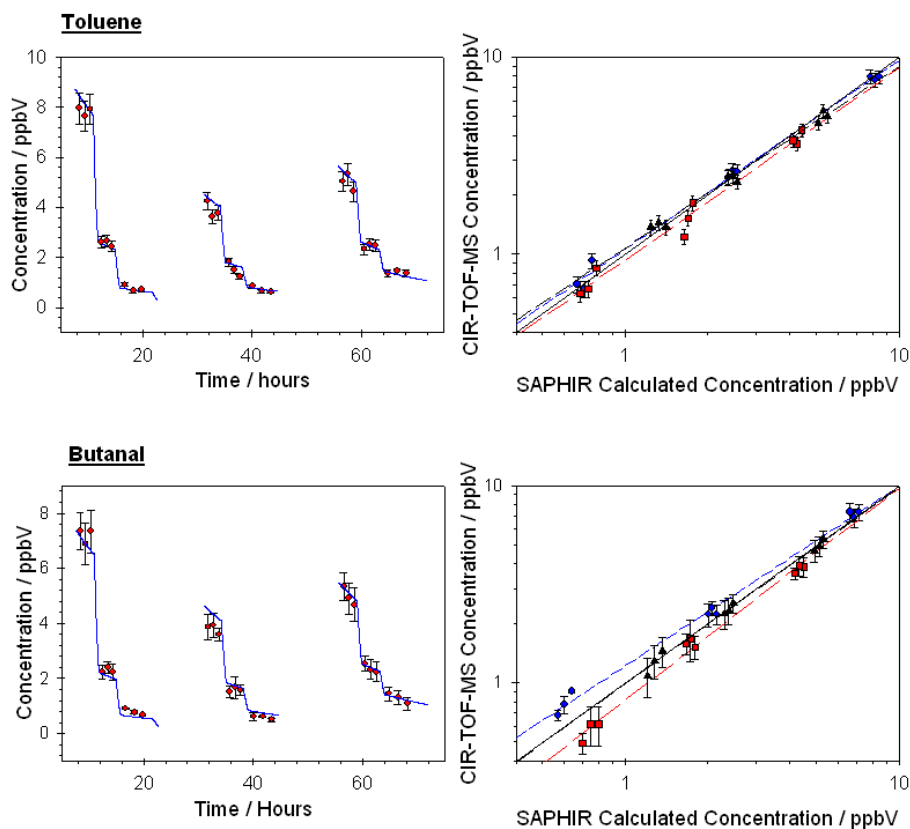 Toluene
10
8
6
4
2
0
Concentration / ppbV
20
40
60
Time / hours
10
1
CIR-TOF-MS Concentration / ppbV
1
10
SAPHIR Calculated Concentration / ppbV
Butanal
8
6
4
2
0
Concentration / ppbV
20
40
60
Time / Hours
10
1
CIR-TOF-MS Concentration / ppbV
1
10
SAPHIR Calculated Concentration / ppbV